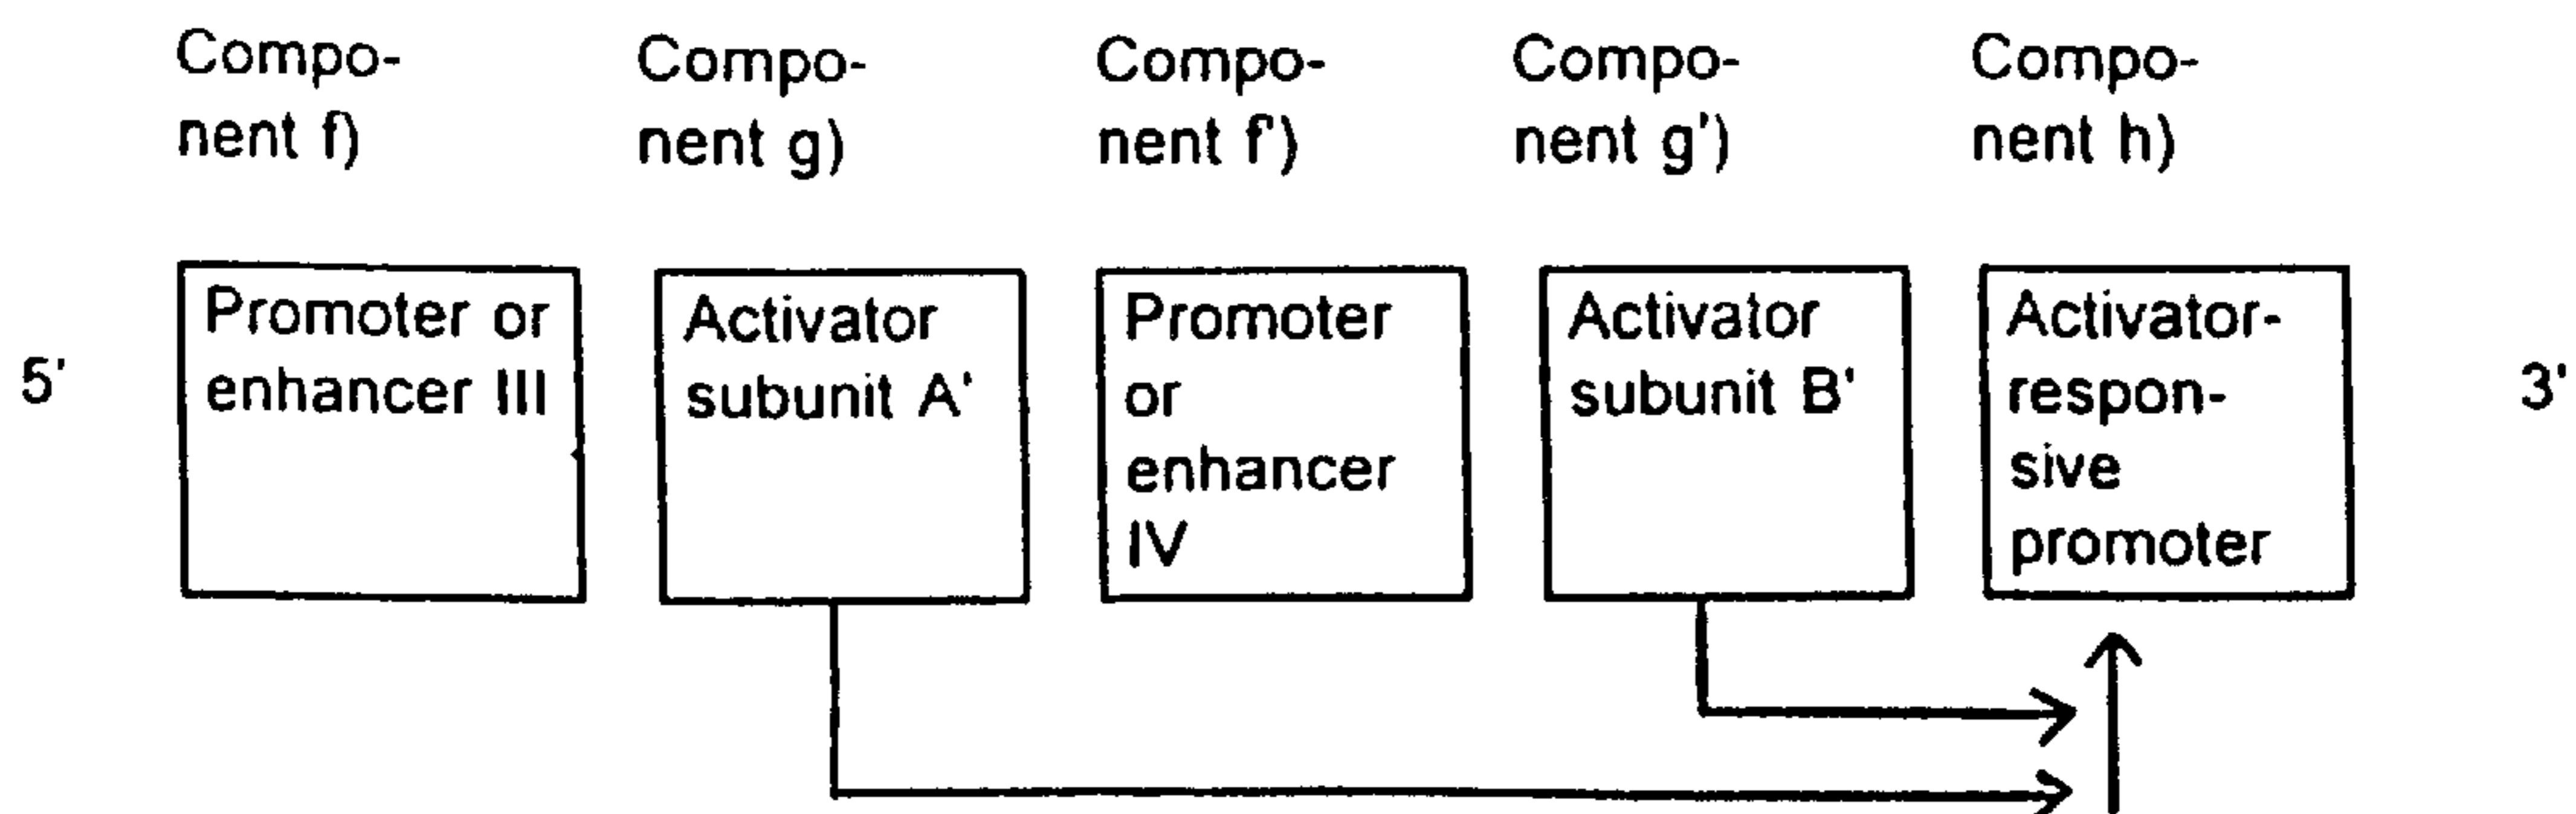 Compo-
nent f)
Compo-
nent g)
Compo-
nent f')
Compo-
nent g')
Compo-
nent h)
5'
Promoter or
enhancer III
Activator
subunit A'
Promoter
or
enhancer
IV
Activator
subunit B'
Activator-
respon-
sive
promoter
3'